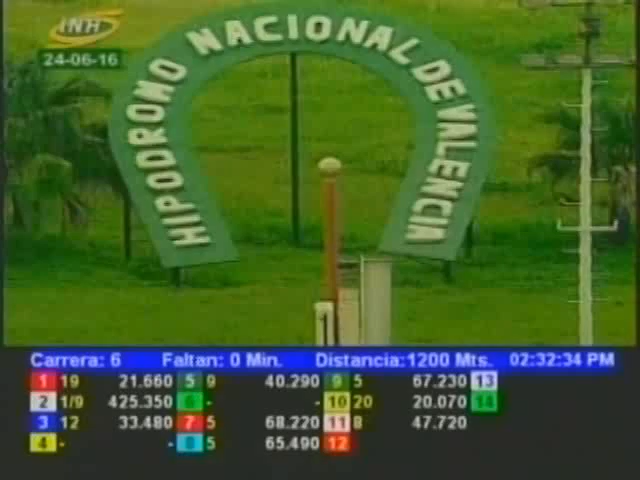 INH
24-06-16
HIPODROMO NACIONAL DE VALENCIA
Carrera: 6 Faltan: 0 Min. Distancia:1200 Mts. 02:32:34 PM
1 19 21.660 5 9 40.290 9 5 67.230 13
2 1/9 425.350 6 - - 10 20 20.070 14
3 12 33.480 7 5 68.220 11 8 47.720
4 - - 8 5 65.490 12